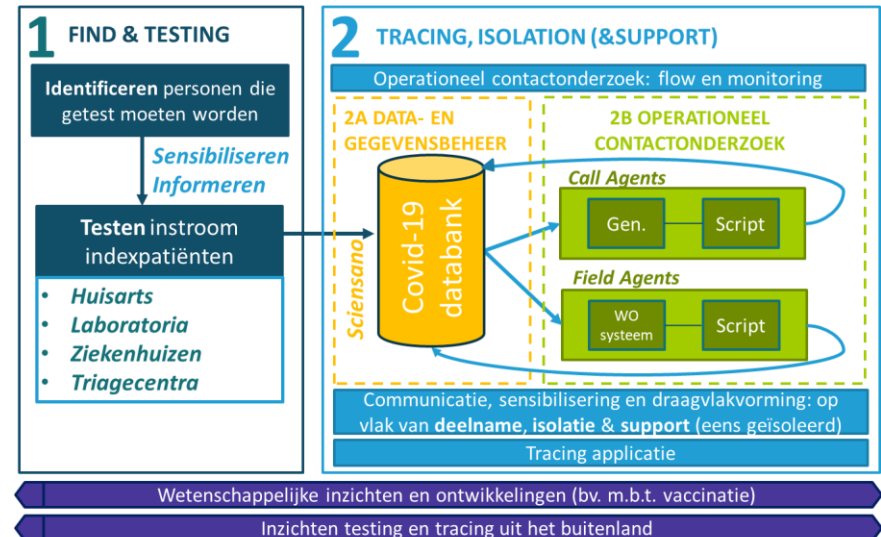 1 FIND & TESTING
Identificeren personen die
getest moeten worden
Sensibiliseren
Informeren
Testen instroom
indexpatiënten
• Huisarts
• Laboratoria
• Ziekenhuizen
• Triagecentra
2 TRACING, ISOLATION (&SUPPORT)
Operationeel contactonderzoek: flow en monitoring
2A DATA- EN
GEGEVENSBEHEER
Sciensano
Covid-19
databank
2B OPERATIONEEL
CONTACTONDERZOEK
Call Agents
Gen.
Script
Field Agents
WO
systeem
Script
Communicatie, sensibilisering en draagvlakvorming: op
vlak van deelname, isolatie & support (eens geïsoleerd)
Tracing applicatie
Wetenschappelijke inzichten en ontwikkelingen (bv. m.b.t. vaccinatie)
Inzichten testing en tracing uit het buitenland